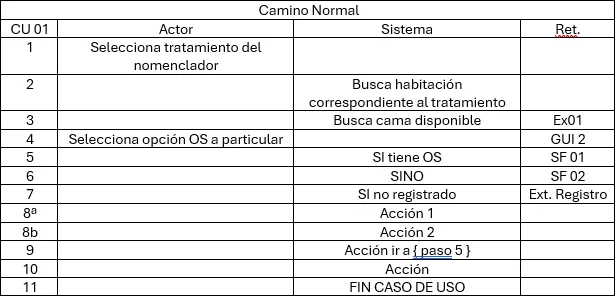 Camino Normal
CU 01 Actor Sistema Ret.
1 Selecciona tratamiento del
nomenclador
2 Busca habitación
correspondiente al tratamiento
3 Busca cama disponible Ex01
4 Selecciona opción OS a particular GUI 2
5 SI tiene OS SF 01
6 SINO SF 02
7 SI no registrado Ext. Registro
8ª Acción 1
8b Acción 2
9 Acción ir a { paso 5 }
10 Acción
11 FIN CASO DE USO